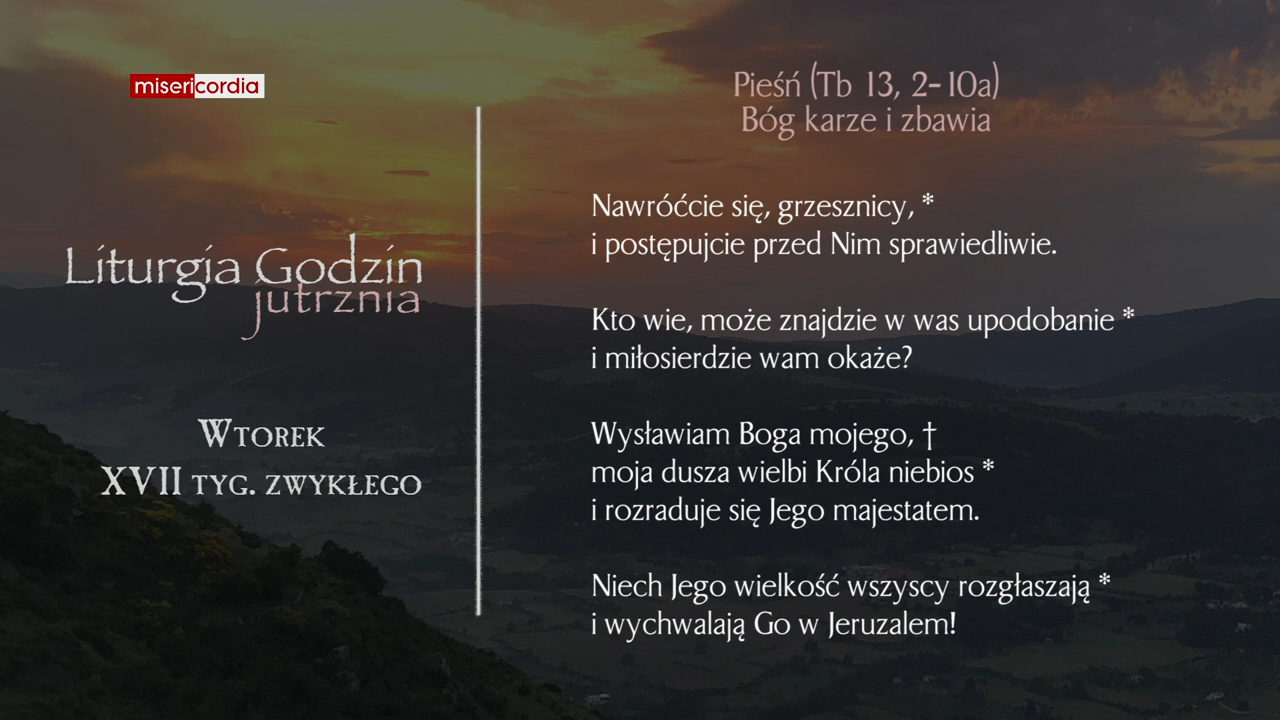 misericordia
Liturgia Godzin
jutrznia
Wtorek
XVII tyg. zwykłego
Pieśń (Tb 13, 2-10a)
Bóg karze i zbawia
Nawróćcie się, grzesznicy, *
i postępujcie przed Nim sprawiedliwie.
Kto wie, może znajdzie w was upodobanie *
i miłosierdzie wam okaże?
Wysławiam Boga mojego, †
moja dusza wielbi Króla niebios *
i rozraduje się Jego majestatem.
Niech Jego wielkość wszyscy rozgłaszają *
i wychwalają Go w Jeruzalem!